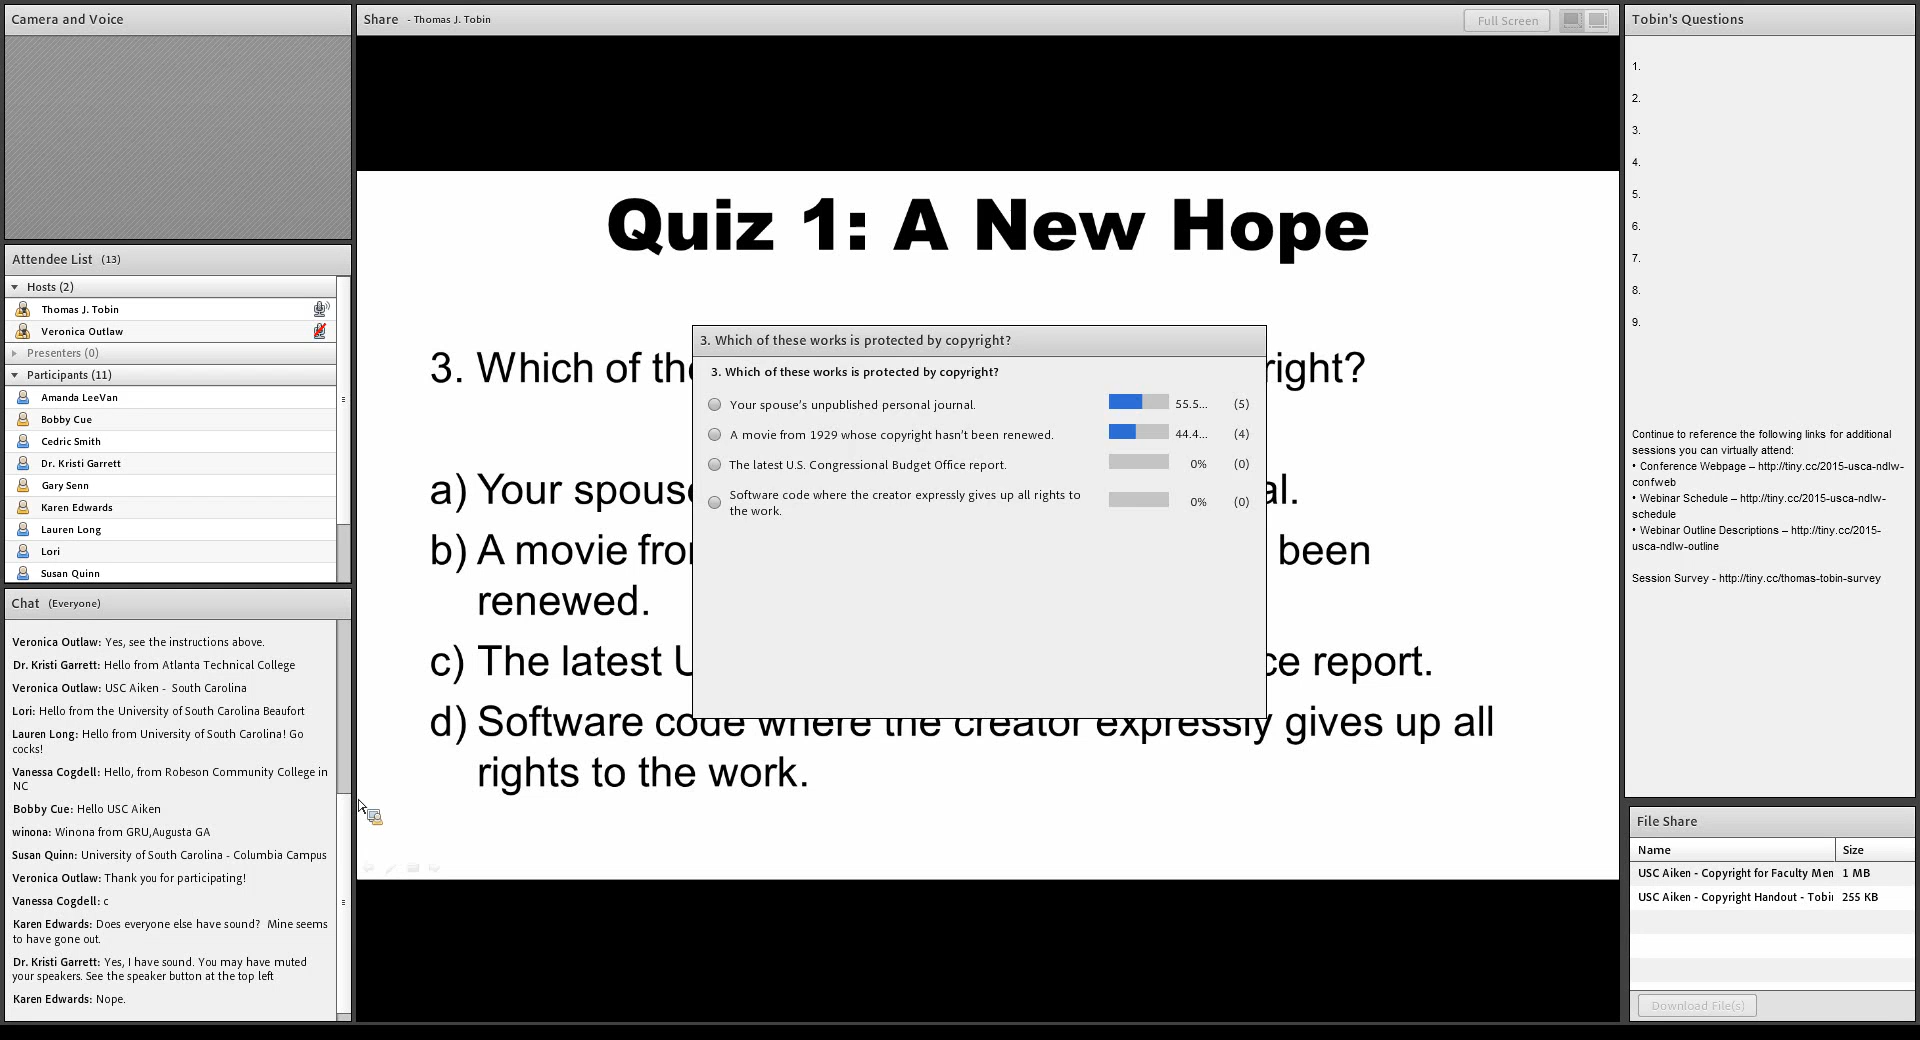 Camera and Voice
Attendee List (13)
Hosts (2)
Thomas J. Tobin
Veronica Outlaw
Presenters (0)
Participants (11)
Amanda LeeVan
Bobby Cue
Cedric Smith
Dr. Kristi Garrett
Gary Senn
Karen Edwards
Lauren Long
Lori
Susan Quinn
Chat (Everyone)
Veronica Outlaw: Yes, see the instructions above.
Dr. Kristi Garrett: Hello from Atlanta Technical College
Veronica Outlaw: USC Aiken - South Carolina
Lori: Hello from the University of South Carolina Beaufort
Lauren Long: Hello from University of South Carolina! Go
cocks!
Vanessa Cogdell: Hello, from Robeson Community College in
NC
Bobby Cue: Hello USC Aiken
winona: Winona from GRU,Augusta GA
Susan Quinn: University of South Carolina - Columbia Campus
Veronica Outlaw: Thank you for participating!
Vanessa Cogdell: c
Karen Edwards: Does everyone else have sound? Mine seems
to have gone out.
Dr. Kristi Garrett: Yes, I have sound. You may have muted
your speakers. See the speaker button at the top left
Karen Edwards: Nope.
Share - Thomas J. Tobin
Full Screen
Quiz 1: A New Hope
3. Which of the right?
a) Your spouse al.
b) A movie from been
renewed.
c) The latest U ce report.
d) Software code where the creator expressly gives up all
rights to the work.
3. Which of these works is protected by copyright?
3. Which of these works is protected by copyright?
Your spouse's unpublished personal journal. 55.5... (5)
A movie from 1929 whose copyright hasn't been renewed. 44.4... (4)
The latest U.S. Congressional Budget Office report. 0% (0)
Software code where the creator expressly gives up all rights to 0% (0)
the work.
Tobin's Questions
1.
2.
3.
4.
5.
6.
7.
8.
9.
Continue to reference the following links for additional
sessions you can virtually attend:
• Conference Webpage – http://tiny.cc/2015-usca-ndlw-
confweb
• Webinar Schedule – http://tiny.cc/2015-usca-ndlw-
schedule
• Webinar Outline Descriptions – http://tiny.cc/2015-
usca-ndlw-outline
Session Survey - http://tiny.cc/thomas-tobin-survey
File Share
Name Size
USC Aiken - Copyright for Faculty Men 1 MB
USC Aiken - Copyright Handout - Tobin 255 KB
Download File(s)